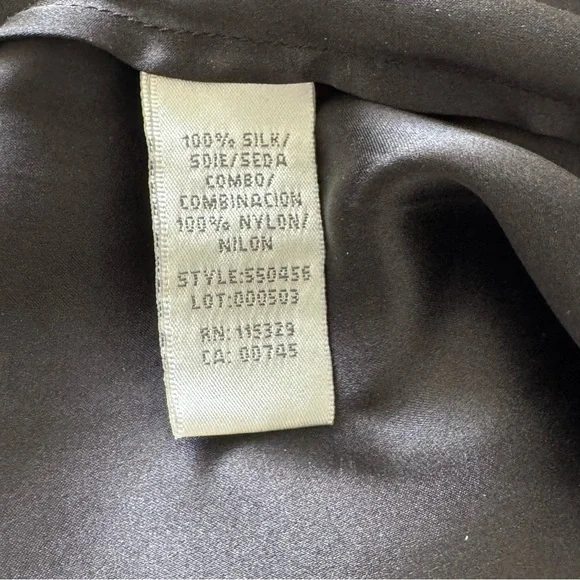 100% SILK/
SOIE/SEDA
COMBO/
COMBINACION
100% NYLON/
NILON
STYLE:550456
LOT:000503
RN: 115329
CA: 00745